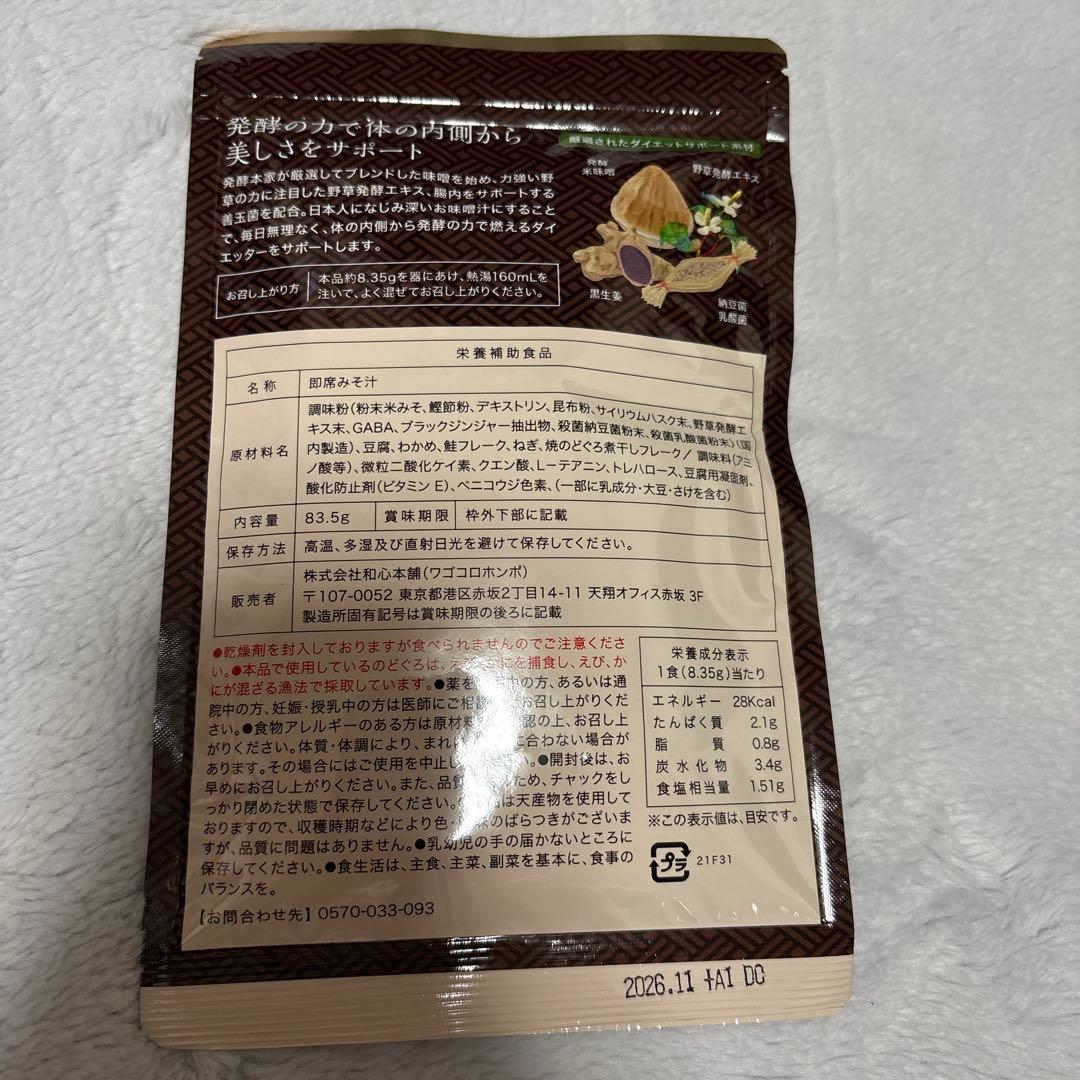 発酵の力で体の内側から
美しさをサポート
発酵本家が厳選してブレンドした味噌を始め、力強い野
草の力に注目した野草発酵エキス、腸内をサポートする
善玉菌を配合。日本人になじみ深いお味噌汁にすること
で、毎日無理なく、体の内側から発酵の力で燃えるダイ
エッターをサポートします。
お召し上がり方
本品約8.35gを器にあけ、熱湯160mLを
注いで、よく混ぜてお召し上がりください。
厳選されたダイエットサポート素材
発酵
米味噌
野草発酵エキス
黒生姜
納豆菌
乳酸菌
栄養補助食品
名称 即席みそ汁
原材料名
調味粉(粉末米みそ、鰹節粉、デキストリン、昆布粉、サイリウムハスク末、野草発酵エ
キス末、GABA、ブラックジンジャー抽出物、殺菌納豆菌粉末、殺菌乳酸菌粉末)(国
内製造)、豆腐、わかめ、鮭フレーク、ねぎ、焼のどぐろ煮干しフレーク/ 調味料(アミ
ノ酸等)、微粒二酸化ケイ素、クエン酸、L－テアニン、トレハロース、豆腐用凝固剤、
酸化防止剤(ビタミンE)、ベニコウジ色素、(一部に乳成分・大豆・さけを含む)
内容量 83.5g 賞味期限 枠外下部に記載
保存方法 高温、多湿及び直射日光を避けて保存してください。
販売者
株式会社和心本舗(ワゴコロホンポ)
〒107-0052 東京都港区赤坂2丁目14-11 天翔オフィス赤坂 3F
製造所固有記号は賞味期限の後ろに記載
●乾燥剤を封入しておりますが食べられませんのでご注意くださ
い。●本品で使用しているのどぐろは、え にを捕食し、えび、か
にが混ざる漁法で採取しています。●薬を 中の方、あるいは通
院中の方、妊娠・授乳中の方は医師にご相 お召し上がりくだ
さい。●食物アレルギーのある方は原材料 認の上、お召し上
がりください。体質・体調により、まれ に合わない場合が
あります。その場合にはご使用を中止し 。●開封後は、お
早めにお召し上がりください。また、品質 ため、チャックをし
っかり閉めた状態で保存してください。 は天産物を使用して
おりますので、収穫時期などにより色・ 味のばらつきがございま
すが、品質に問題はありません。●乳幼児の手の届かないところに
保存してください。●食生活は、主食、主菜、副菜を基本に、食事の
バランスを。
【お問合わせ先】0570-033-093
栄養成分表示
1食(8.35g)当たり
エネルギー 28Kcal
たんぱく質 2.1g
脂質 0.8g
炭水化物 3.4g
食塩相当量 1.51g
※この表示値は、目安です。
プラ 21F31
2026.11 +AI DO